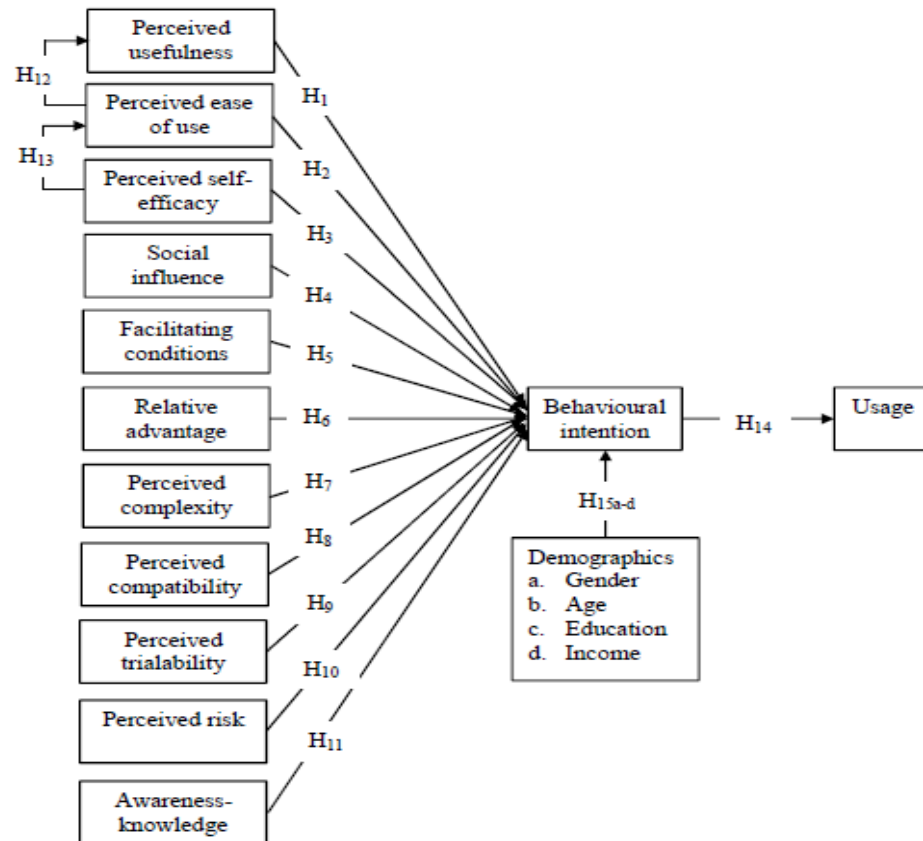 Perceived
usefulness
H₁₂
H₁
Perceived ease
of use
H₁₃
H₂
Perceived self-
efficacy
H₃
Social
influence
H₄
Facilitating
conditions
H₅
Relative
advantage
H₆
Behavioural
intention
H₁₄
Usage
Perceived
complexity
H₇
H₁₅ₐ-d
Perceived
compatibility
H₈
Demographics
a. Gender
b. Age
c. Education
d. Income
Perceived
trialability
H₉
Perceived risk
H₁₀
Awareness-
knowledge
H₁₁